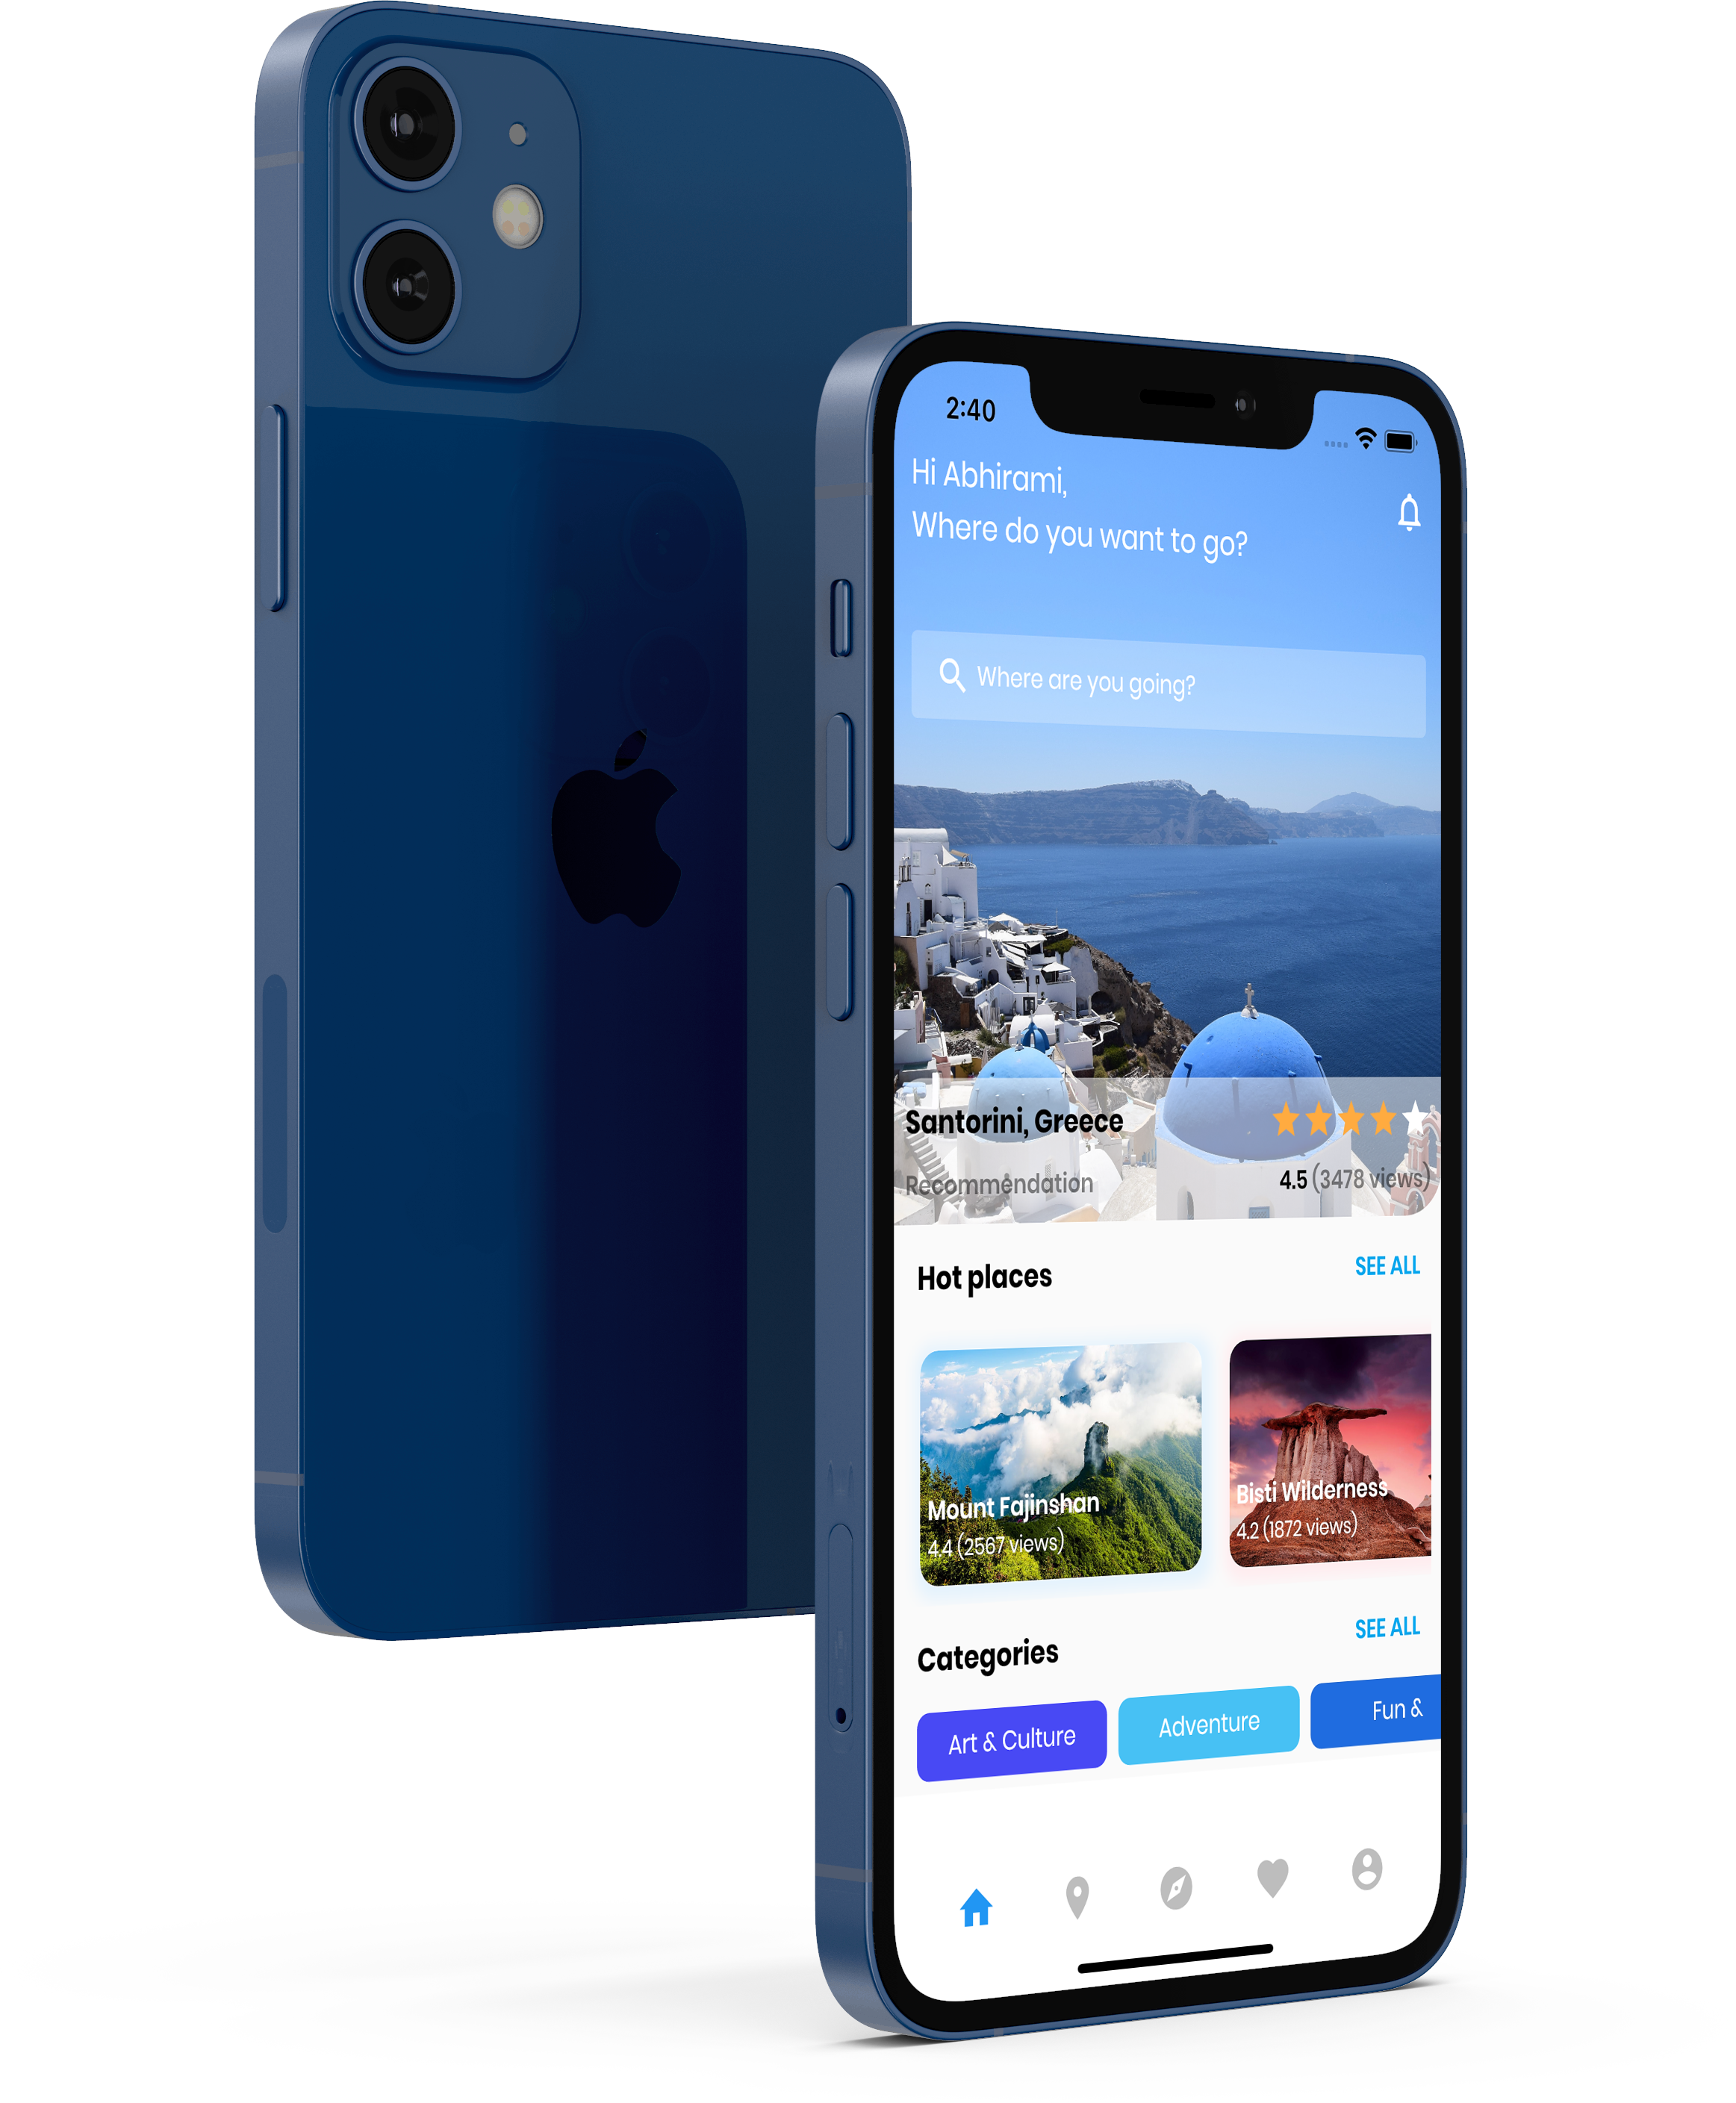 2:40
Hi Abhirami,
Where do you want to go?
Where are you going?
Santorini, Greece
Recommendation
4.5 (3478 views)
Hot places
SEE ALL
Mount Fajinshan
4.4 (2567 views)
Bisti Wilderness
4.2 (1872 views)
Categories
SEE ALL
Art & Culture
Adventure
Fun &